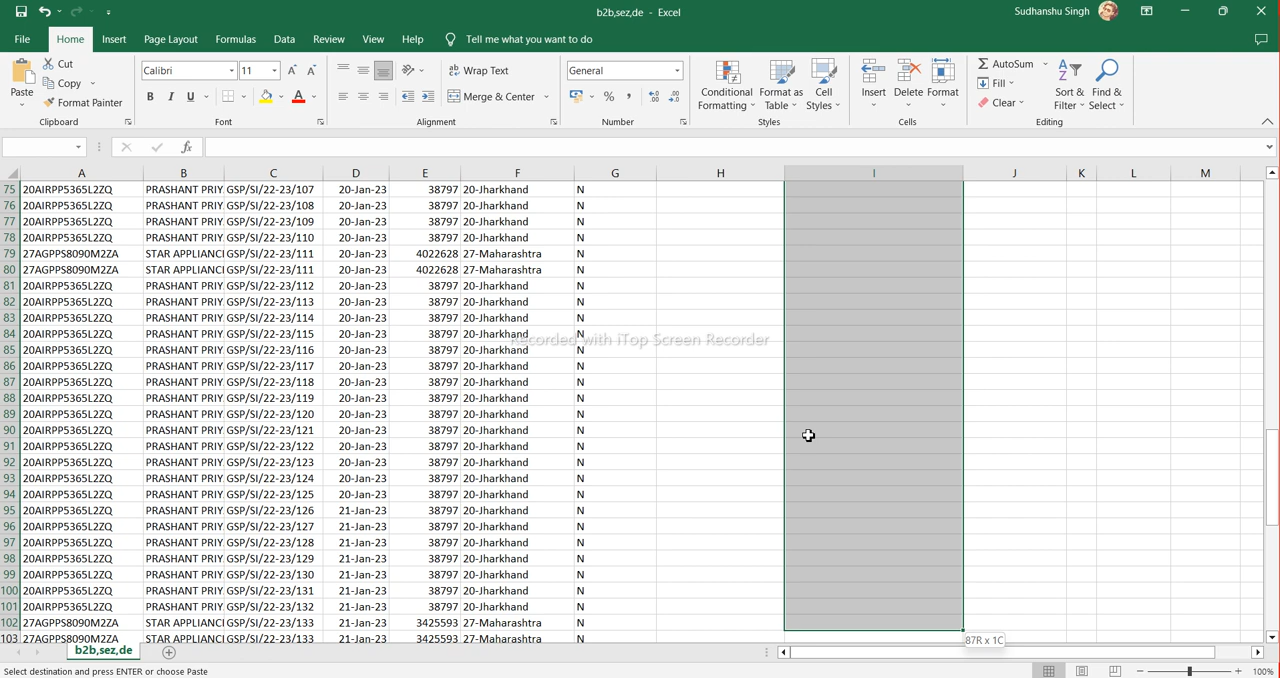 b2b,sez,de - Excel
Sudhanshu Singh
File Home Insert Page Layout Formulas Data Review View Help Tell me what you want to do
Paste
Cut
Copy
Format Painter
Clipboard
Calibri 11
B I U
Font
Wrap Text
Merge & Center
Alignment
General
%
Number
Conditional Formatting
Format as Table
Cell Styles
Styles
Insert
Delete
Format
Cells
AutoSum
Fill
Clear
Sort & Filter
Find & Select
Editing
fx
A B C D E F G H I J K L M
75 20AIRPP5365L2ZQ PRASHANT PRIY GSP/SI/22-23/107 20-Jan-23 38797 20-Jharkhand N
76 20AIRPP5365L2ZQ PRASHANT PRIY GSP/SI/22-23/108 20-Jan-23 38797 20-Jharkhand N
77 20AIRPP5365L2ZQ PRASHANT PRIY GSP/SI/22-23/109 20-Jan-23 38797 20-Jharkhand N
78 20AIRPP5365L2ZQ PRASHANT PRIY GSP/SI/22-23/110 20-Jan-23 38797 20-Jharkhand N
79 27AGPPS8090M2ZA STAR APPLIANCI GSP/SI/22-23/111 20-Jan-23 4022628 27-Maharashtra N
80 27AGPPS8090M2ZA STAR APPLIANCI GSP/SI/22-23/111 20-Jan-23 4022628 27-Maharashtra N
81 20AIRPP5365L2ZQ PRASHANT PRIY GSP/SI/22-23/112 20-Jan-23 38797 20-Jharkhand N
82 20AIRPP5365L2ZQ PRASHANT PRIY GSP/SI/22-23/113 20-Jan-23 38797 20-Jharkhand N
83 20AIRPP5365L2ZQ PRASHANT PRIY GSP/SI/22-23/114 20-Jan-23 38797 20-Jharkhand N
84 20AIRPP5365L2ZQ PRASHANT PRIY GSP/SI/22-23/115 20-Jan-23 38797 20-Jharkhand N
Recorded with iTop Screen Recorder
85 20AIRPP5365L2ZQ PRASHANT PRIY GSP/SI/22-23/116 20-Jan-23 38797 20-Jharkhand N
86 20AIRPP5365L2ZQ PRASHANT PRIY GSP/SI/22-23/117 20-Jan-23 38797 20-Jharkhand N
87 20AIRPP5365L2ZQ PRASHANT PRIY GSP/SI/22-23/118 20-Jan-23 38797 20-Jharkhand N
88 20AIRPP5365L2ZQ PRASHANT PRIY GSP/SI/22-23/119 20-Jan-23 38797 20-Jharkhand N
89 20AIRPP5365L2ZQ PRASHANT PRIY GSP/SI/22-23/120 20-Jan-23 38797 20-Jharkhand N
90 20AIRPP5365L2ZQ PRASHANT PRIY GSP/SI/22-23/121 20-Jan-23 38797 20-Jharkhand N
91 20AIRPP5365L2ZQ PRASHANT PRIY GSP/SI/22-23/122 20-Jan-23 38797 20-Jharkhand N
92 20AIRPP5365L2ZQ PRASHANT PRIY GSP/SI/22-23/123 20-Jan-23 38797 20-Jharkhand N
93 20AIRPP5365L2ZQ PRASHANT PRIY GSP/SI/22-23/124 20-Jan-23 38797 20-Jharkhand N
94 20AIRPP5365L2ZQ PRASHANT PRIY GSP/SI/22-23/125 20-Jan-23 38797 20-Jharkhand N
95 20AIRPP5365L2ZQ PRASHANT PRIY GSP/SI/22-23/126 21-Jan-23 38797 20-Jharkhand N
96 20AIRPP5365L2ZQ PRASHANT PRIY GSP/SI/22-23/127 21-Jan-23 38797 20-Jharkhand N
97 20AIRPP5365L2ZQ PRASHANT PRIY GSP/SI/22-23/128 21-Jan-23 38797 20-Jharkhand N
98 20AIRPP5365L2ZQ PRASHANT PRIY GSP/SI/22-23/129 21-Jan-23 38797 20-Jharkhand N
99 20AIRPP5365L2ZQ PRASHANT PRIY GSP/SI/22-23/130 21-Jan-23 38797 20-Jharkhand N
100 20AIRPP5365L2ZQ PRASHANT PRIY GSP/SI/22-23/131 21-Jan-23 38797 20-Jharkhand N
101 20AIRPP5365L2ZQ PRASHANT PRIY GSP/SI/22-23/132 21-Jan-23 38797 20-Jharkhand N
102 27AGPPS8090M2ZA STAR APPLIANCI GSP/SI/22-23/133 21-Jan-23 3425593 27-Maharashtra N
103 27AGPPS8090M2ZA STAR APPLIANCI GSP/SI/22-23/133 21-Jan-23 3425593 27-Maharashtra N
87R x 1C
b2b,sez,de
Select destination and press ENTER or choose Paste
100%